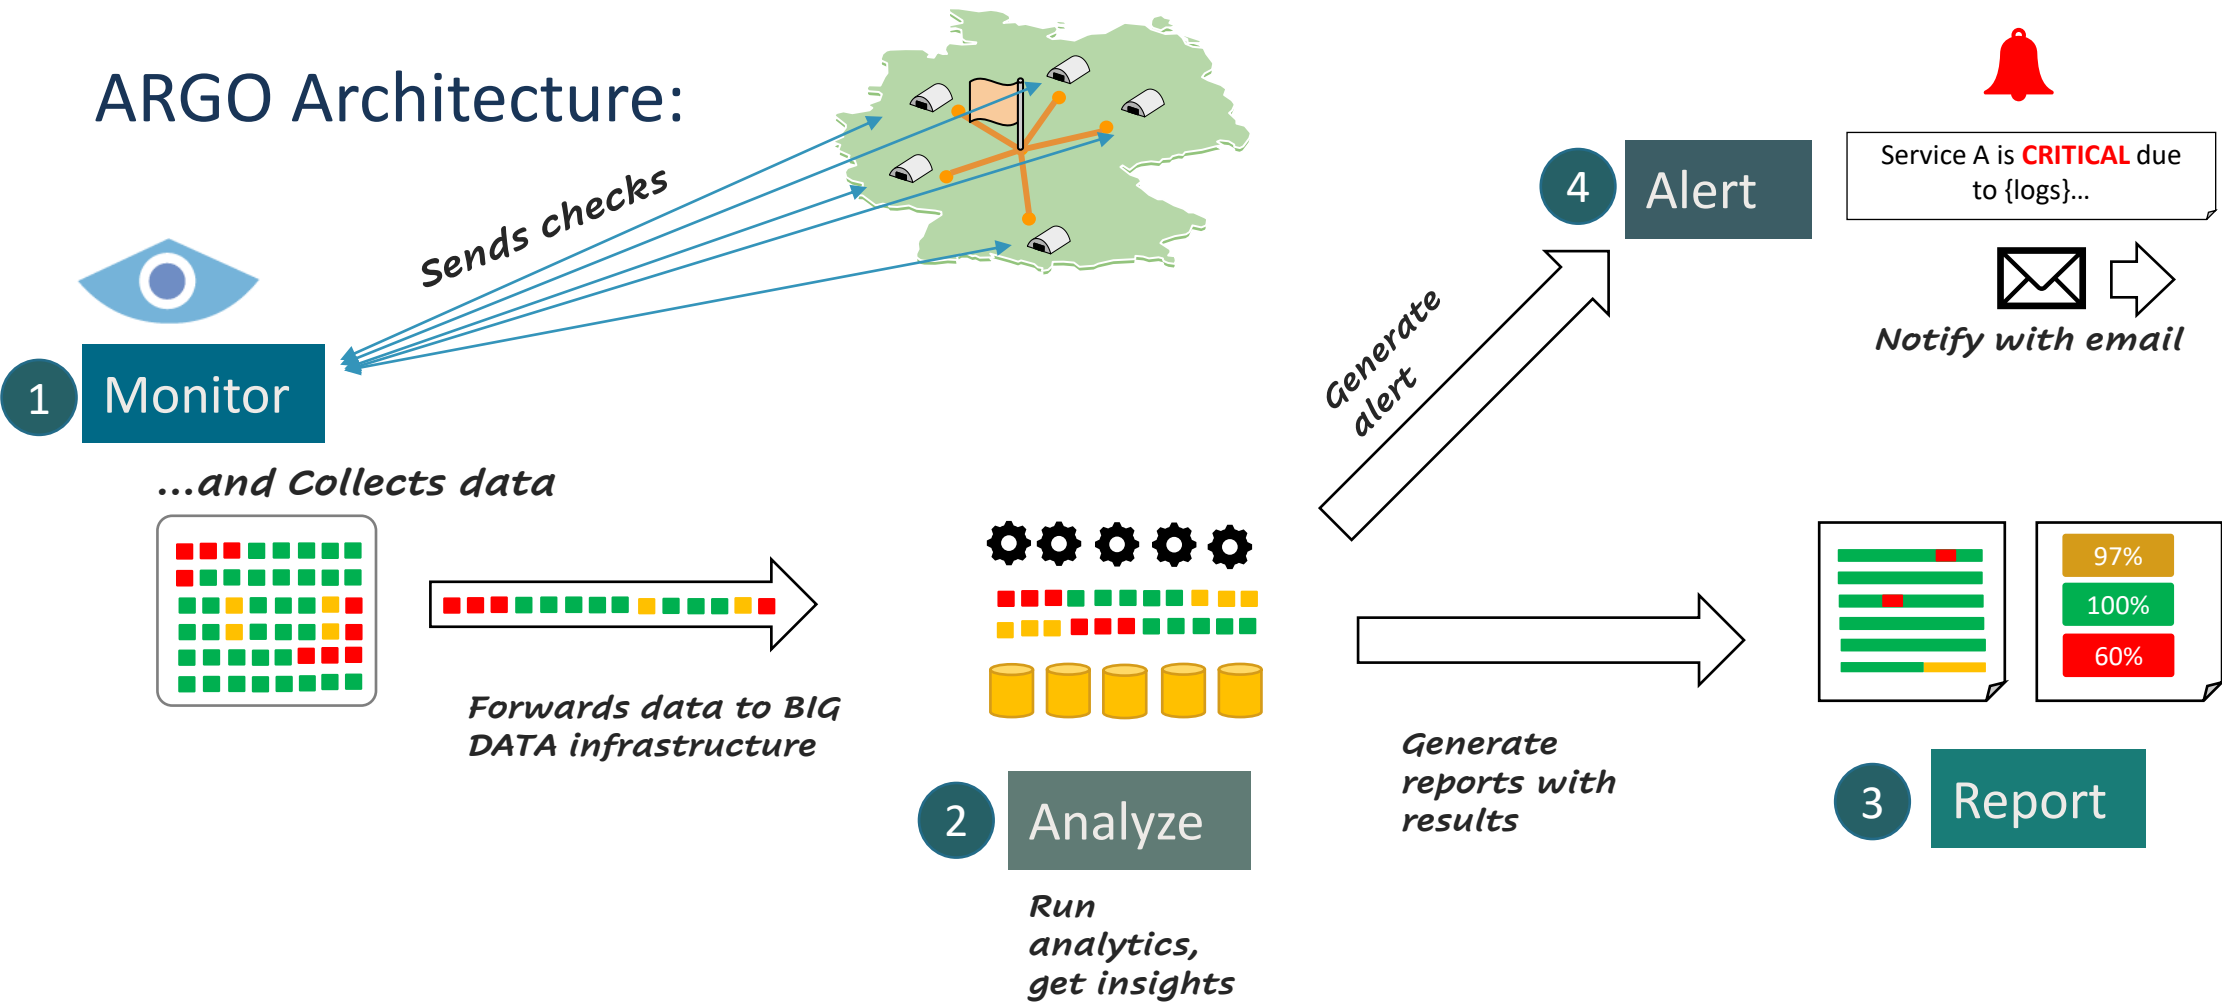 ARGO Architecture:
Sends checks
1
Monitor
...and Collects data
Forwards data to BIG
DATA infrastructure
2
Analyze
Run
analytics,
get insights
Generate
alert
4
Alert
Service A is CRITICAL due
to {logs}...
Notify with email
Generate
reports with
results
97%
100%
60%
3
Report